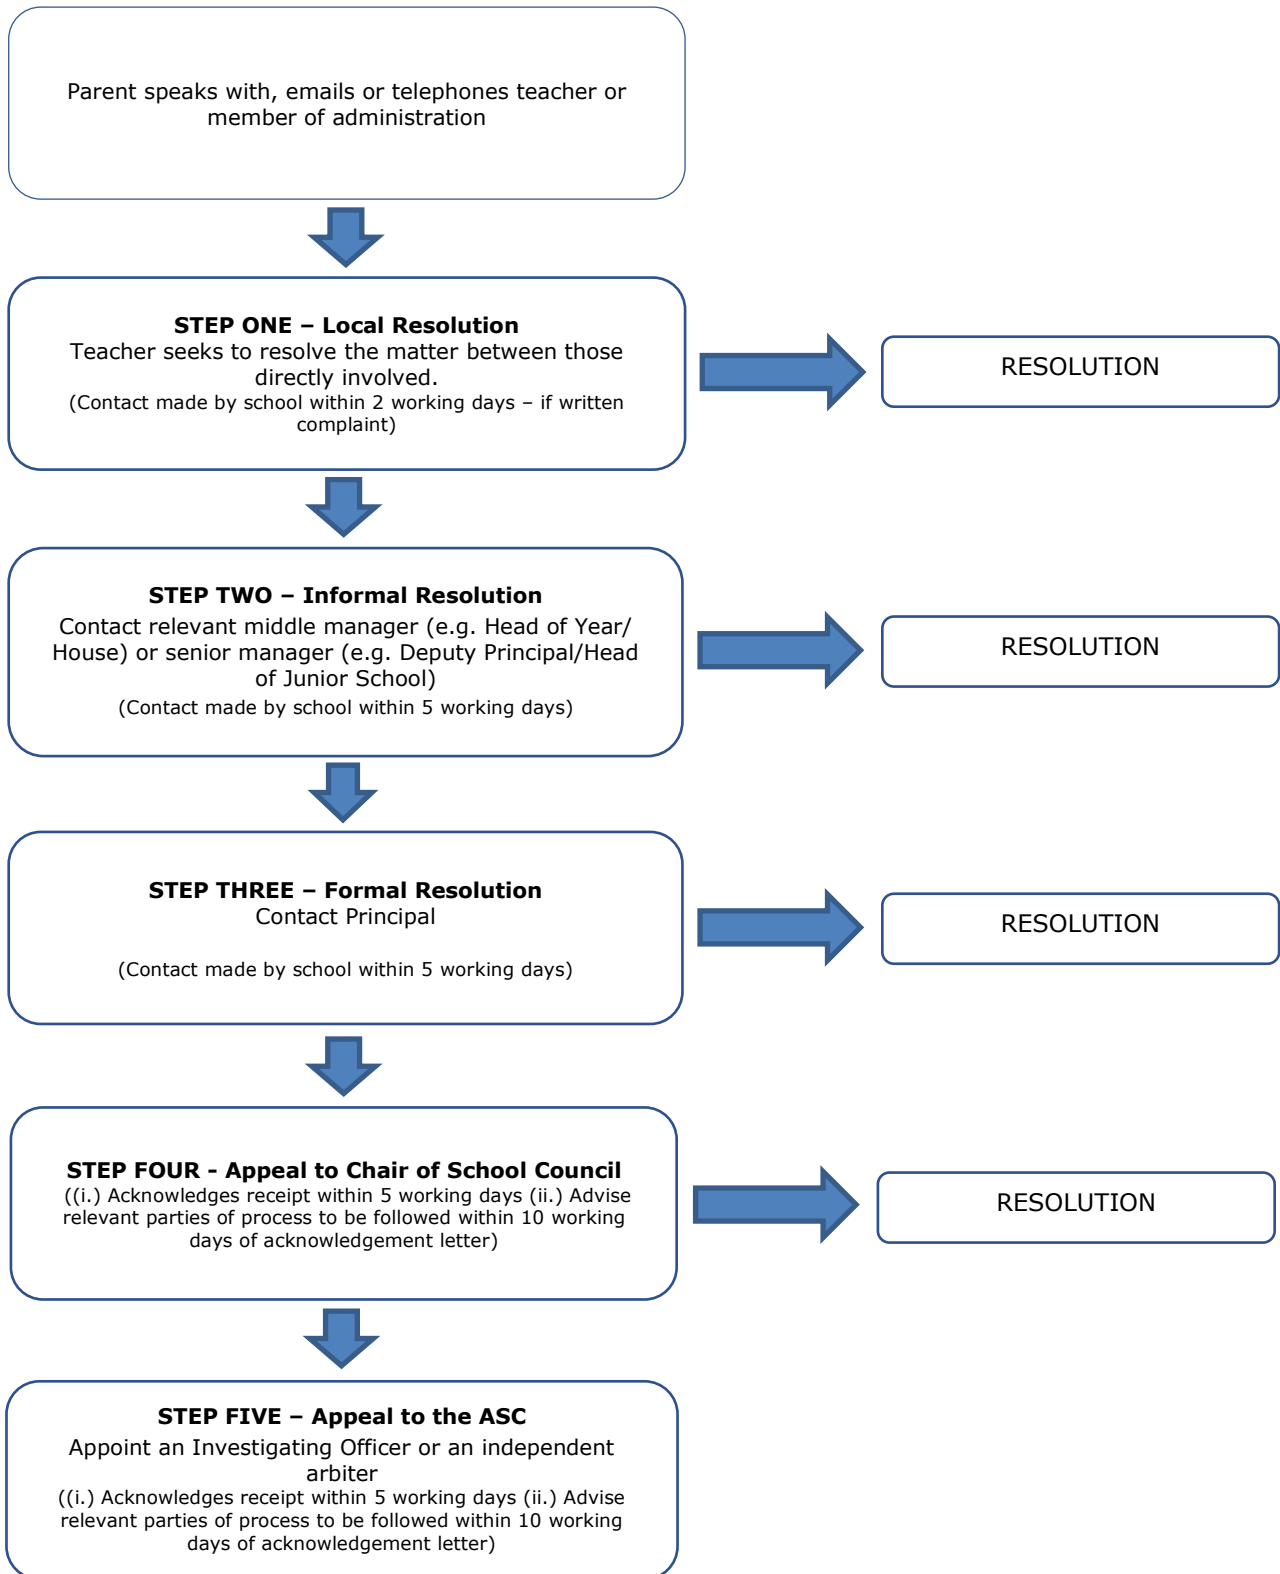 Parent speaks with, emails or telephones teacher or
member of administration
STEP ONE – Local Resolution
Teacher seeks to resolve the matter between those
directly involved.
(Contact made by school within 2 working days – if written
complaint)
RESOLUTION
STEP TWO – Informal Resolution
Contact relevant middle manager (e.g. Head of Year/
House) or senior manager (e.g. Deputy Principal/Head
of Junior School)
(Contact made by school within 5 working days)
RESOLUTION
STEP THREE – Formal Resolution
Contact Principal
(Contact made by school within 5 working days)
RESOLUTION
STEP FOUR - Appeal to Chair of School Council
((i.) Acknowledges receipt within 5 working days (ii.) Advise
relevant parties of process to be followed within 10 working
days of acknowledgement letter)
RESOLUTION
STEP FIVE – Appeal to the ASC
Appoint an Investigating Officer or an independent
arbiter
((i.) Acknowledges receipt within 5 working days (ii.) Advise
relevant parties of process to be followed within 10 working
days of acknowledgement letter)